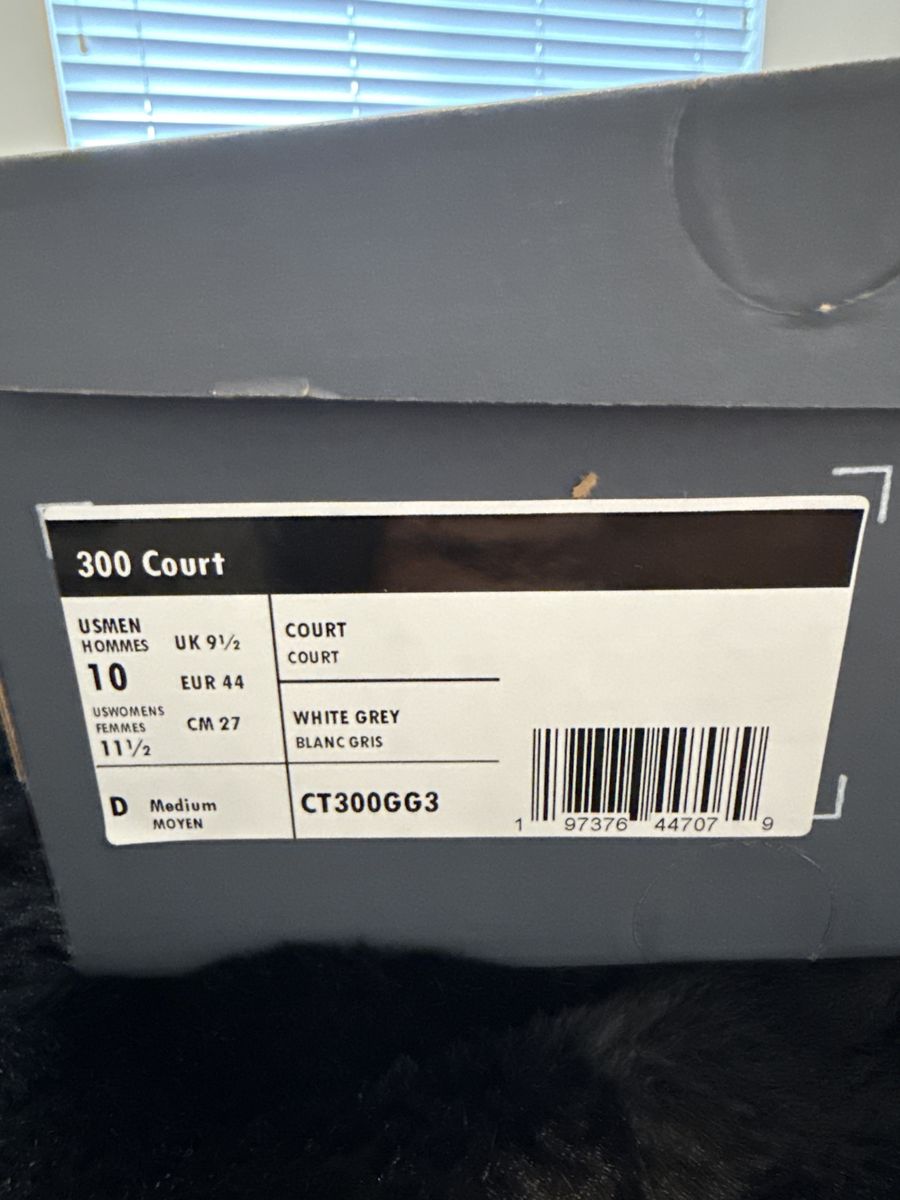 300 Court
USMEN
HOMMES
10
UK 9½
EUR 44
USWOMENS
FEMMES
11½
CM 27
D Medium
MOYEN
COURT
COURT
WHITE GREY
BLANC GRIS
CT300GG3
1 97376 44707 9